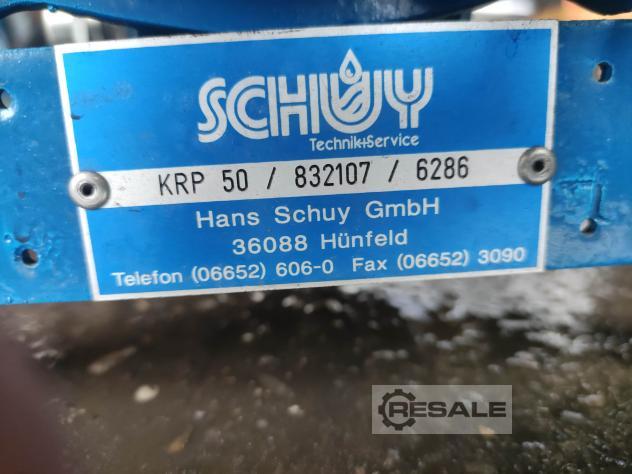 SCHUY
Technik+Service
KRP 50 / 832107 / 6286
Hans Schuy GmbH
36088 Hünfeld
Telefon (06652) 606-0 Fax (06652) 3090
RESALE